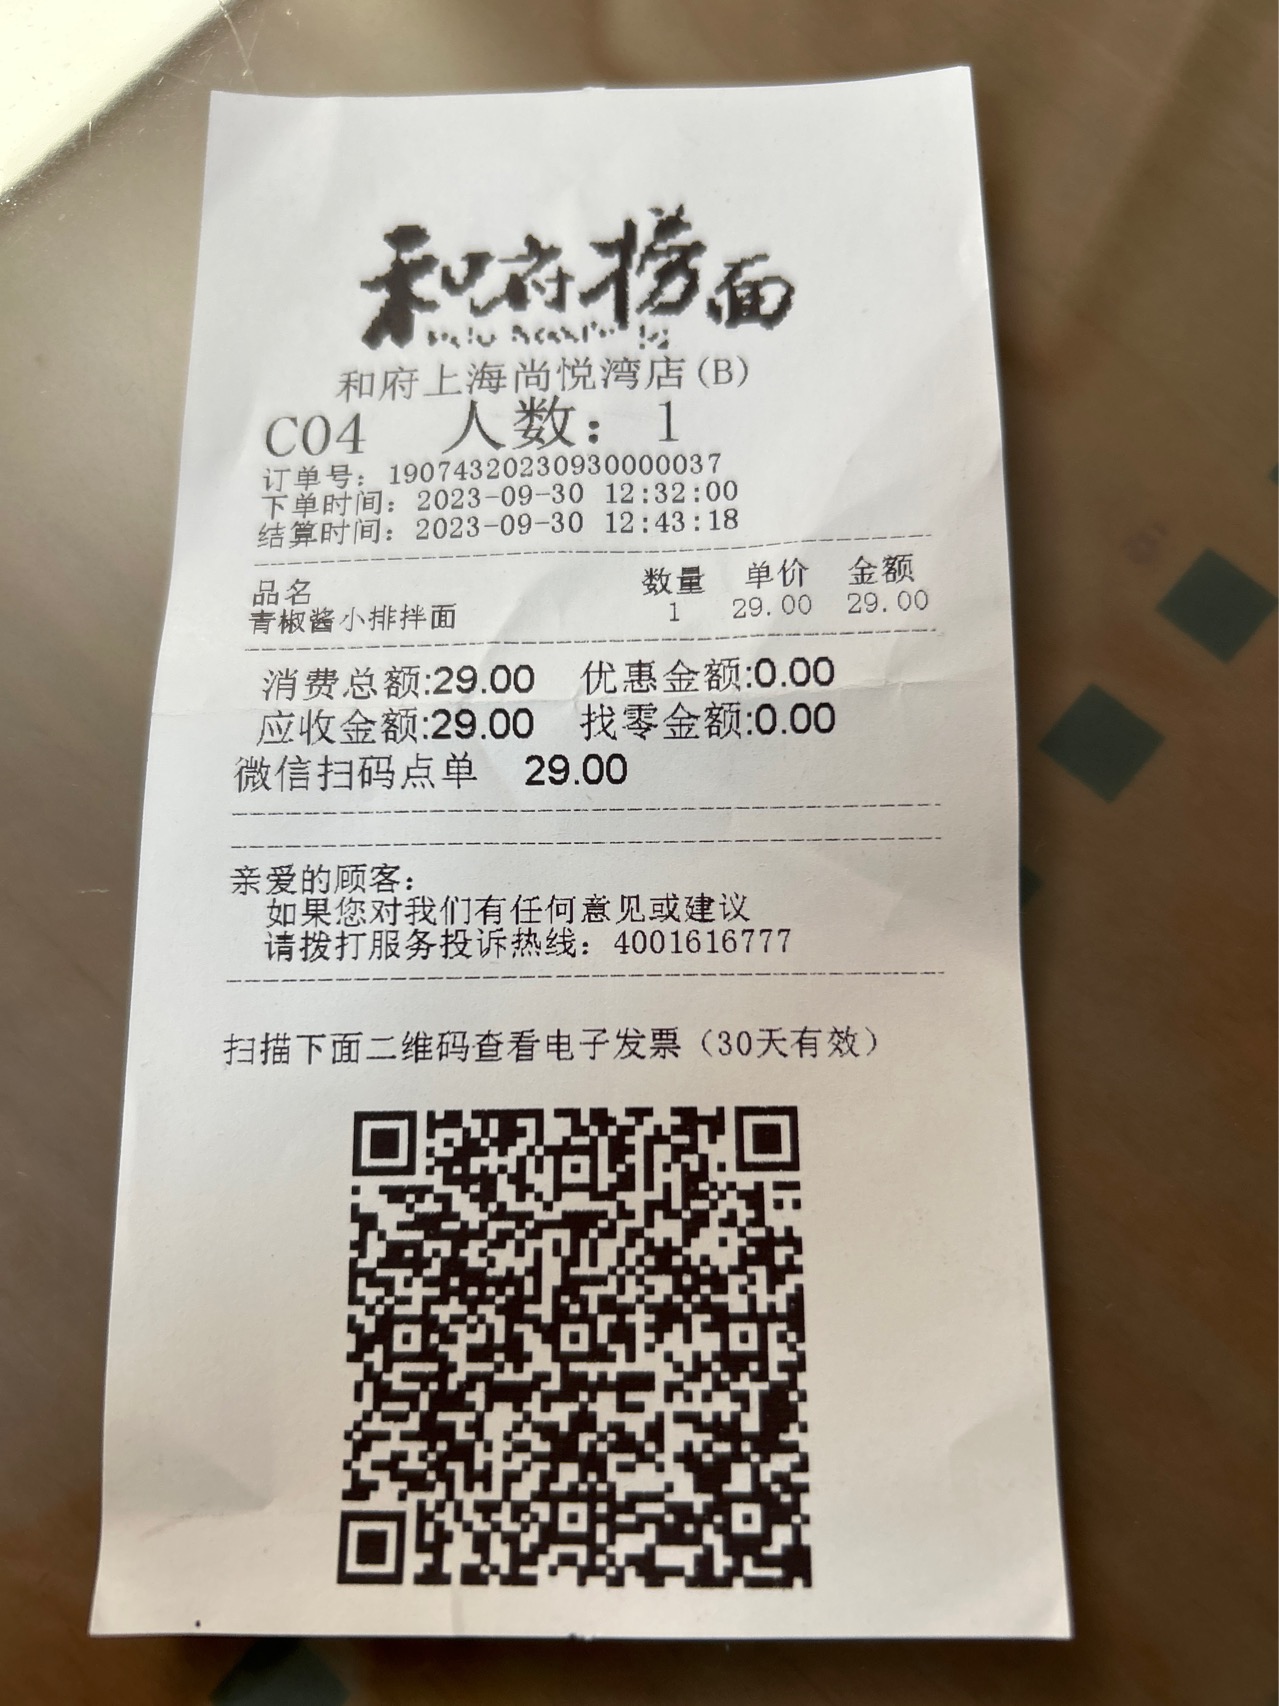 和府捞面
和府上海尚悦湾店(B)
C04 人数：1
订单号：19074320230930000037
下单时间：2023-09-30 12:32:00
结算时间：2023-09-30 12:43:18
品名 数量 单价 金额
青椒酱小排拌面 1 29.00 29.00
消费总额:29.00 优惠金额:0.00
应收金额:29.00 找零金额:0.00
微信扫码点单 29.00
亲爱的顾客：
如果您对我们有任何意见或建议
请拨打服务投诉热线：4001616777
扫描下面二维码查看电子发票（30天有效）